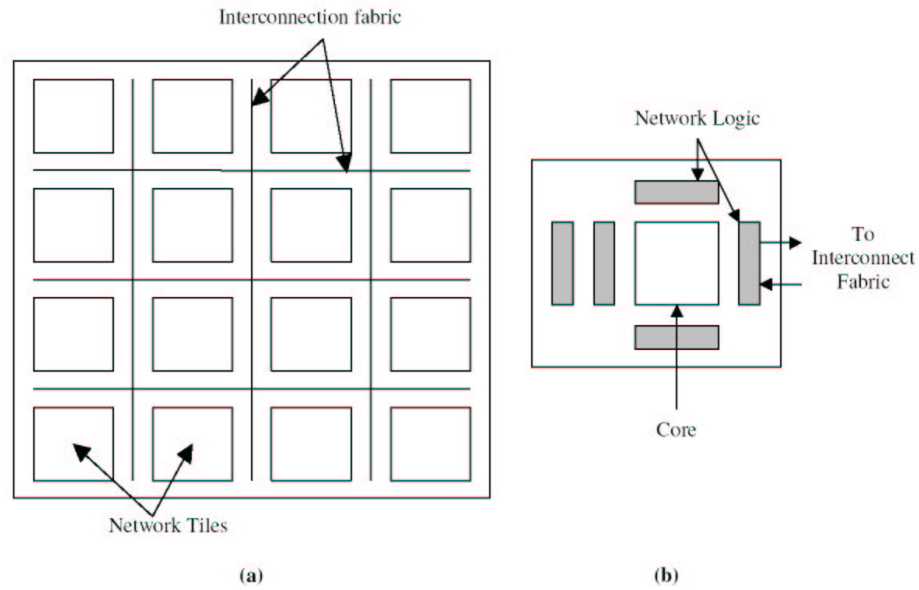 Interconnection fabric
Network Logic
To
Interconnect
Fabric
Core
Network Tiles
(a)
(b)